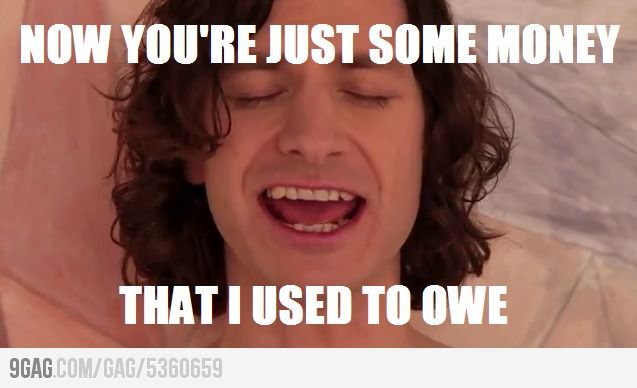 NOW YOU'RE JUST SOME MONEY
THAT I USED TO OWE
9GAG.COM/GAG/5360659